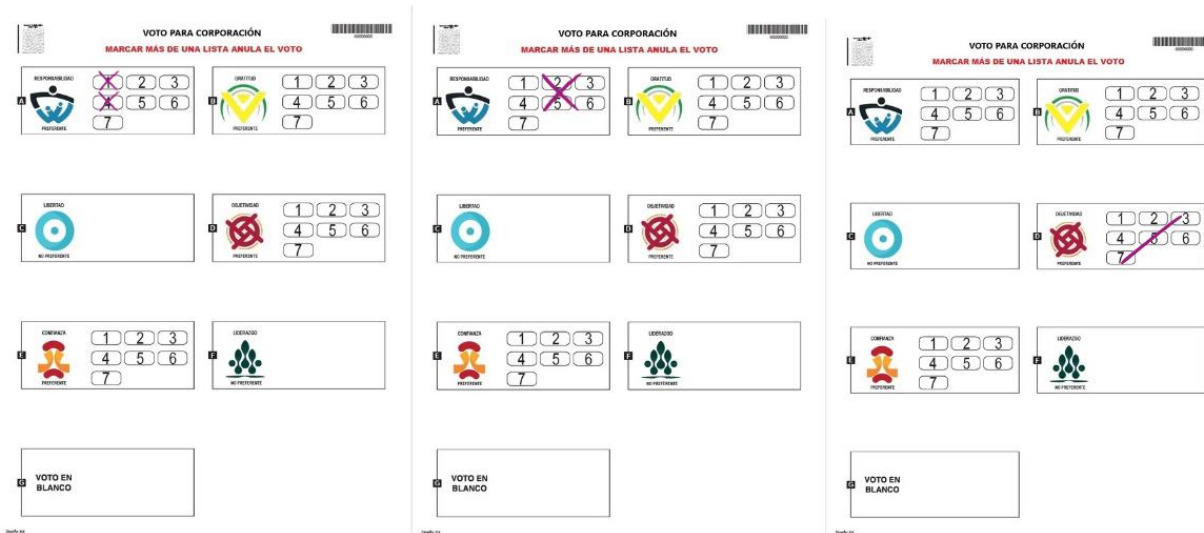 VOTO PARA CORPORACIÓN
MARCAR MÁS DE UNA LISTA ANULA EL VOTO
A
RESPONSABILIDAD
PREFERENTE
1 2 3
4 5 6
7
B
GRATITUD
PREFERENTE
1 2 3
4 5 6
7
C
LIBERTAD
NO PREFERENTE
D
OBJETIVIDAD
PREFERENTE
1 2 3
4 5 6
7
E
CONFIANZA
PREFERENTE
1 2 3
4 5 6
7
F
LIDERAZGO
NO PREFERENTE
G
VOTO EN
BLANCO
VOTO PARA CORPORACIÓN
MARCAR MÁS DE UNA LISTA ANULA EL VOTO
A
RESPONSABILIDAD
PREFERENTE
1 2 3
4 5 6
7
B
GRATITUD
PREFERENTE
1 2 3
4 5 6
7
C
LIBERTAD
NO PREFERENTE
D
OBJETIVIDAD
PREFERENTE
1 2 3
4 5 6
7
E
CONFIANZA
PREFERENTE
1 2 3
4 5 6
7
F
LIDERAZGO
NO PREFERENTE
G
VOTO EN
BLANCO
VOTO PARA CORPORACIÓN
MARCAR MÁS DE UNA LISTA ANULA EL VOTO
A
RESPONSABILIDAD
PREFERENTE
1 2 3
4 5 6
7
B
GRATITUD
PREFERENTE
1 2 3
4 5 6
7
C
LIBERTAD
NO PREFERENTE
D
OBJETIVIDAD
PREFERENTE
1 2 3
4 5 6
7
E
CONFIANZA
PREFERENTE
1 2 3
4 5 6
7
F
LIDERAZGO
NO PREFERENTE
G
VOTO EN
BLANCO